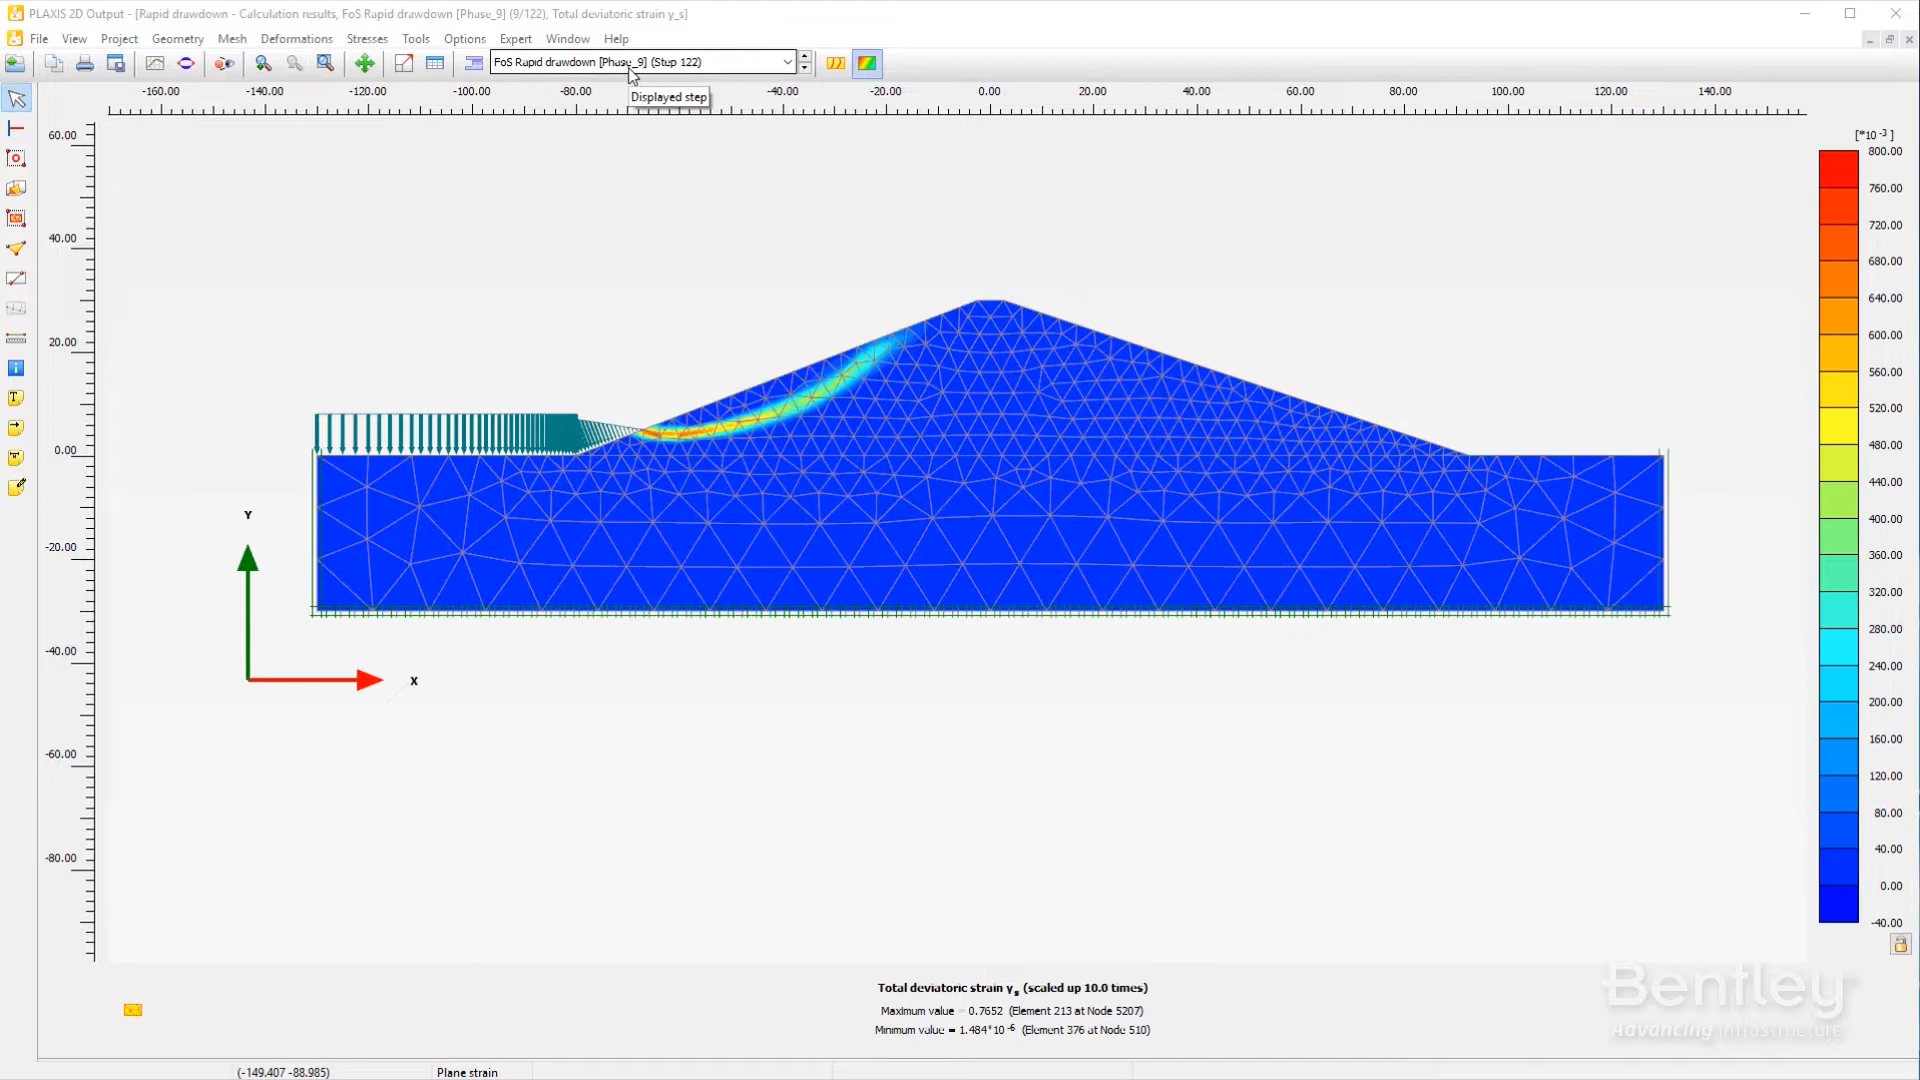 PLAXIS 2D Output - [Rapid drawdown - Calculation results, FoS Rapid drawdown [Phase_9] (9/122), Total deviatoric strain γ_s]
File View Project Geometry Mesh Deformations Stresses Tools Options Expert Window Help
FoS Rapid drawdown [Phase_9] (Step 122)
Displayed step
-160.00 -140.00 -120.00 -100.00 -80.00 -40.00 -20.00 0.00 20.00 40.00 60.00 80.00 100.00 120.00 140.00
60.00
40.00
20.00
0.00
-20.00
-40.00
-60.00
-80.00
Y
X
[*10 -3 ]
800.00
760.00
720.00
680.00
640.00
600.00
560.00
520.00
480.00
440.00
400.00
360.00
320.00
280.00
240.00
200.00
160.00
120.00
80.00
40.00
0.00
-40.00
T
Total deviatoric strain γs (scaled up 10.0 times)
Maximum value = 0.7652 (Element 213 at Node 5207)
Minimum value = 1.484*10 -6 (Element 376 at Node 510)
Bentley
Advancing Infrastructure
(-149.407 -88.985) Plane strain